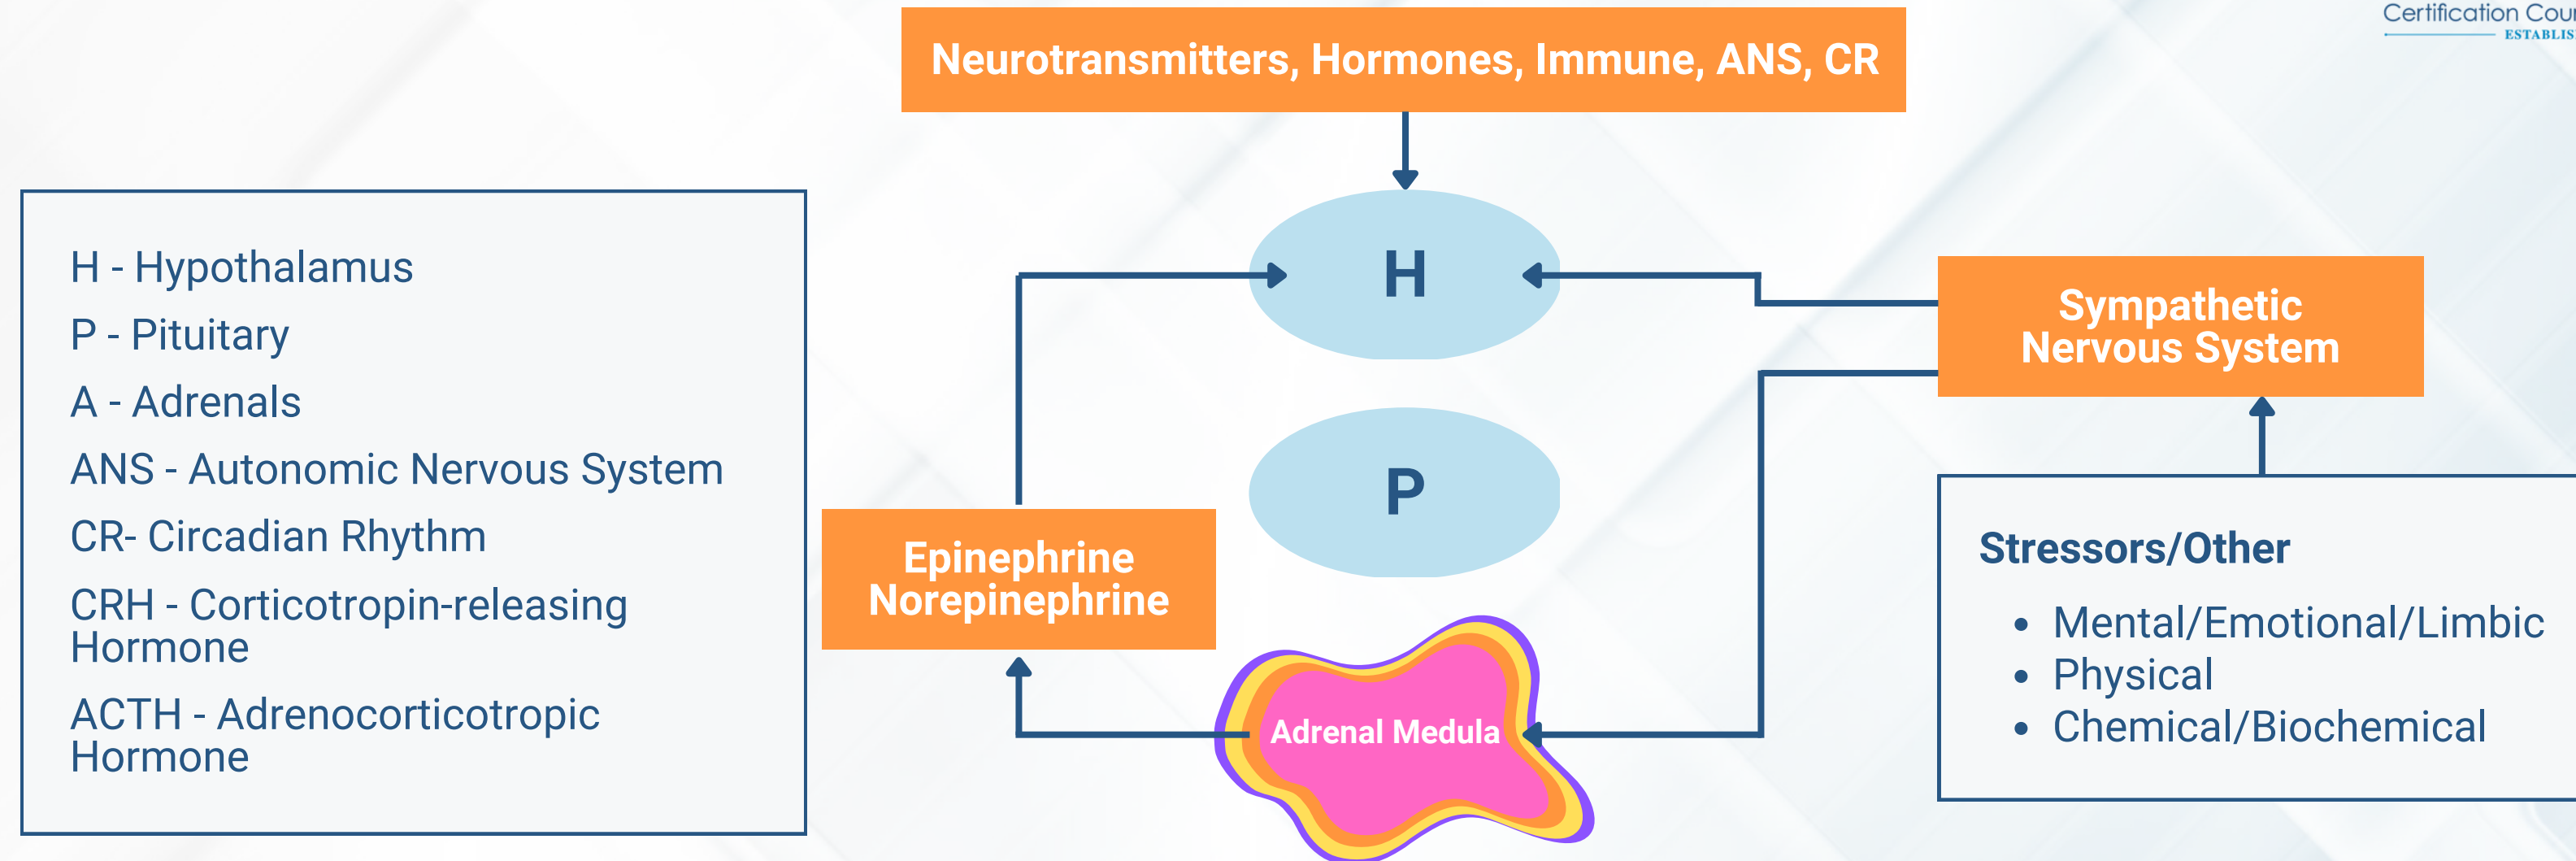 Certification Cou
ESTABLIS
Neurotransmitters, Hormones, Immune, ANS, CR
H - Hypothalamus
P - Pituitary
A - Adrenals
ANS - Autonomic Nervous System
CR- Circadian Rhythm
CRH - Corticotropin-releasing
Hormone
ACTH - Adrenocorticotropic
Hormone
H
P
Epinephrine
Norepinephrine
Adrenal Medula
Sympathetic
Nervous System
Stressors/Other
• Mental/Emotional/Limbic
• Physical
• Chemical/Biochemical